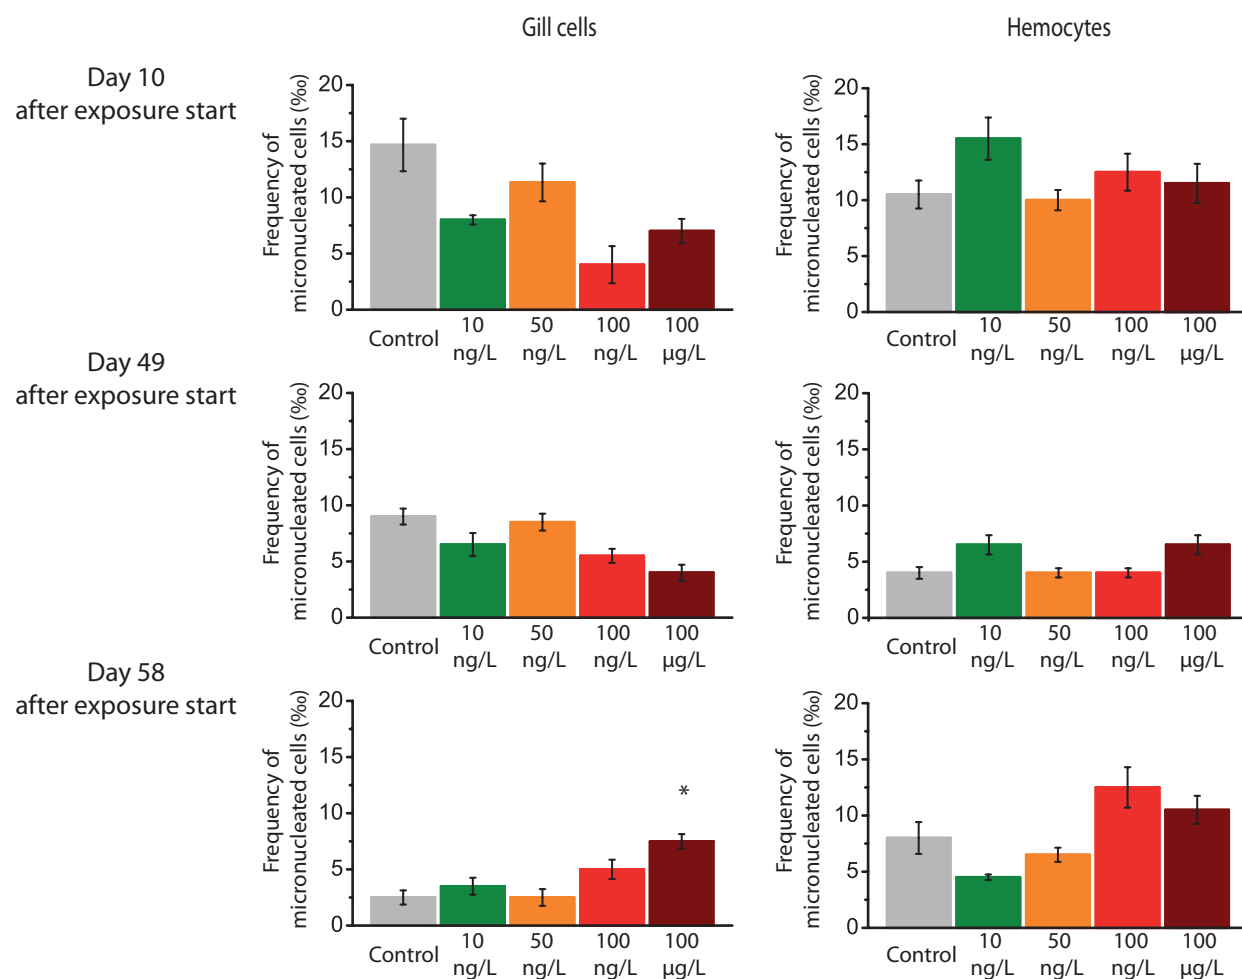 Gill cells
Hemocytes
Day 10
after exposure start
Frequency of
micronucleated cells (‰)
20
15
10
5
0
Control
10
ng/L
50
ng/L
100
ng/L
100
µg/L
Frequency of
micronucleated cells (‰)
20
15
10
5
0
Control
10
ng/L
50
ng/L
100
ng/L
100
µg/L
Day 49
after exposure start
Frequency of
micronucleated cells (‰)
20
15
10
5
0
Control
10
ng/L
50
ng/L
100
ng/L
100
µg/L
Frequency of
micronucleated cells (‰)
20
15
10
5
0
Control
10
ng/L
50
ng/L
100
ng/L
100
µg/L
Day 58
after exposure start
Frequency of
micronucleated cells (‰)
20
15
10
5
0
*
Control
10
ng/L
50
ng/L
100
ng/L
100
µg/L
Frequency of
micronucleated cells (‰)
20
15
10
5
0
Control
10
ng/L
50
ng/L
100
ng/L
100
µg/L